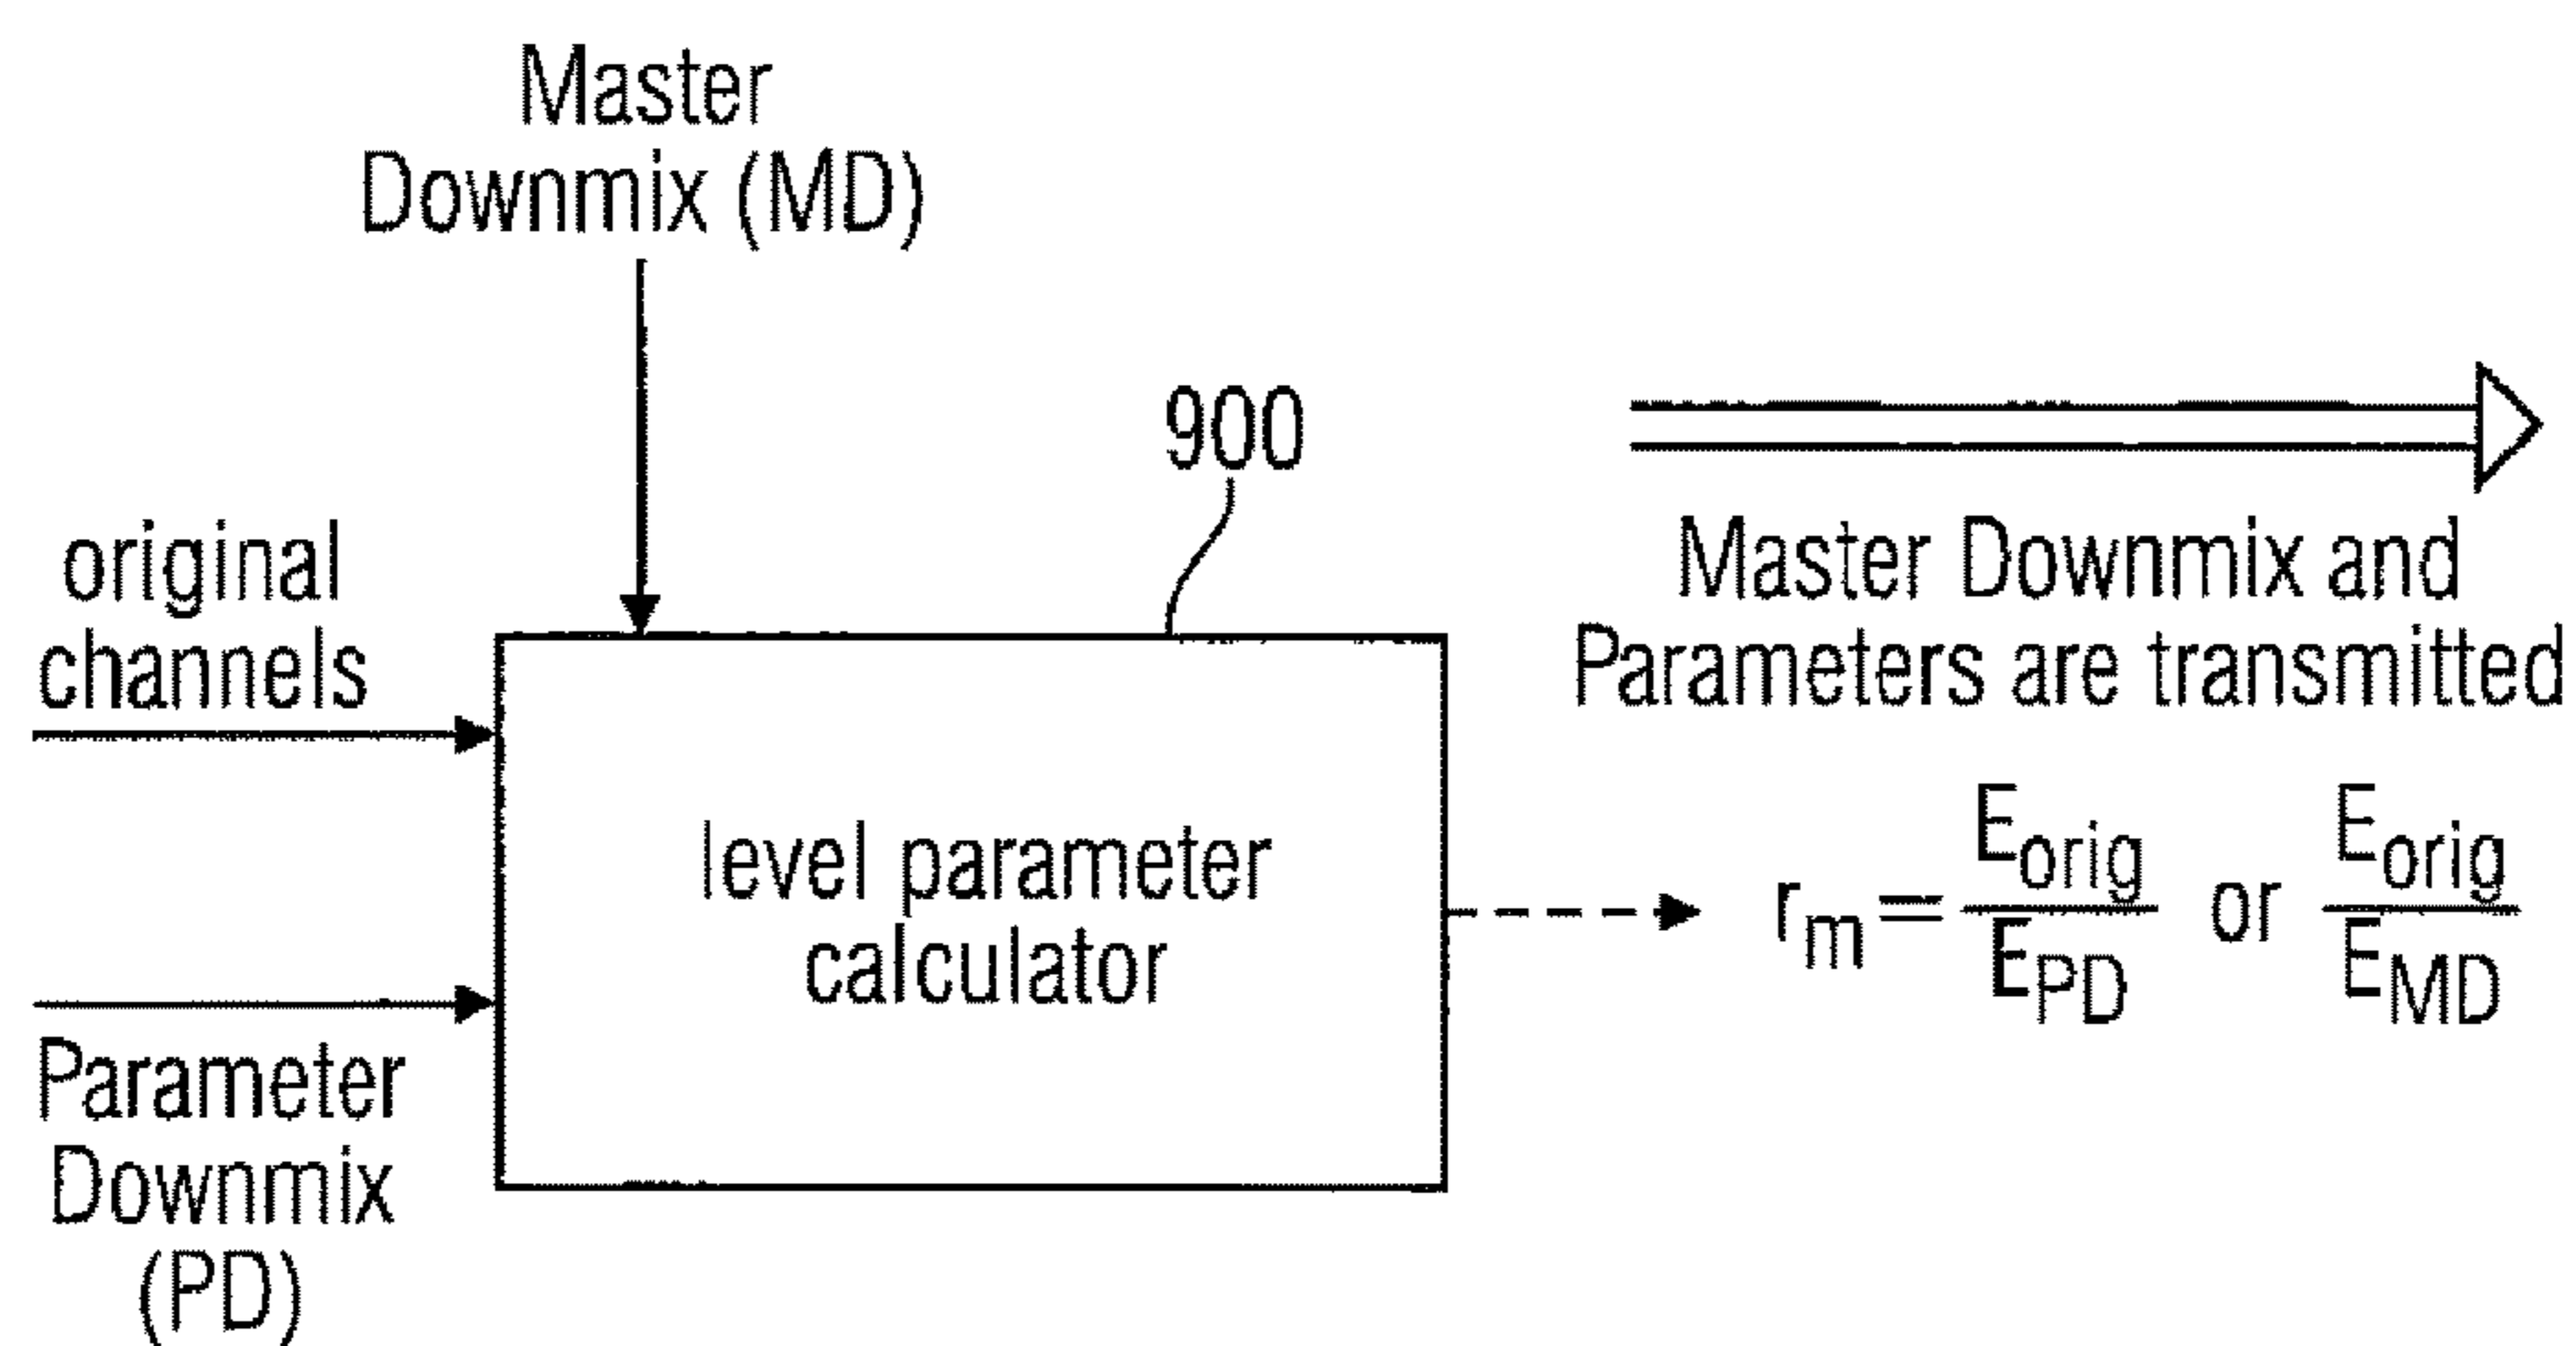 Master
Downmix (MD)
900
original
channels
Master Downmix and
Parameters are transmitted
level parameter
calculator
r_m = E_orig/E_PD or E_orig/E_MD
Parameter
Downmix
(PD)